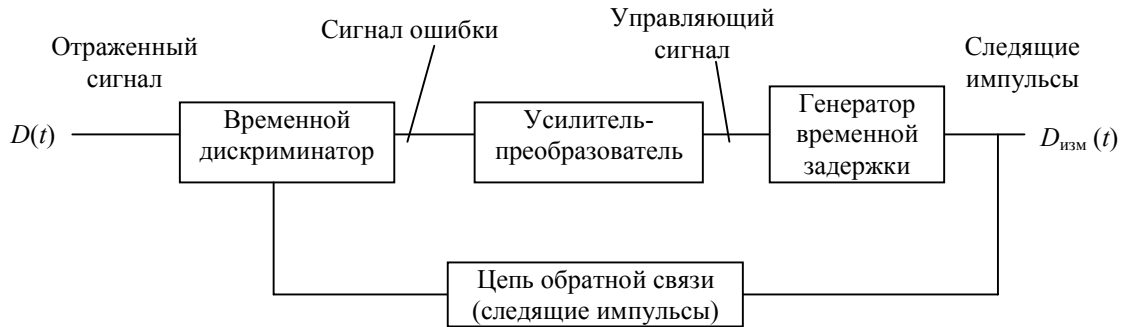 Отраженный
сигнал
Сигнал ошибки
Управляющий
сигнал
Следящие
импульсы
D(t)
Временной
дискриминатор
Усилитель-
преобразователь
Генератор
временной
задержки
Dизм (t)
Цепь обратной связи
(следящие импульсы)